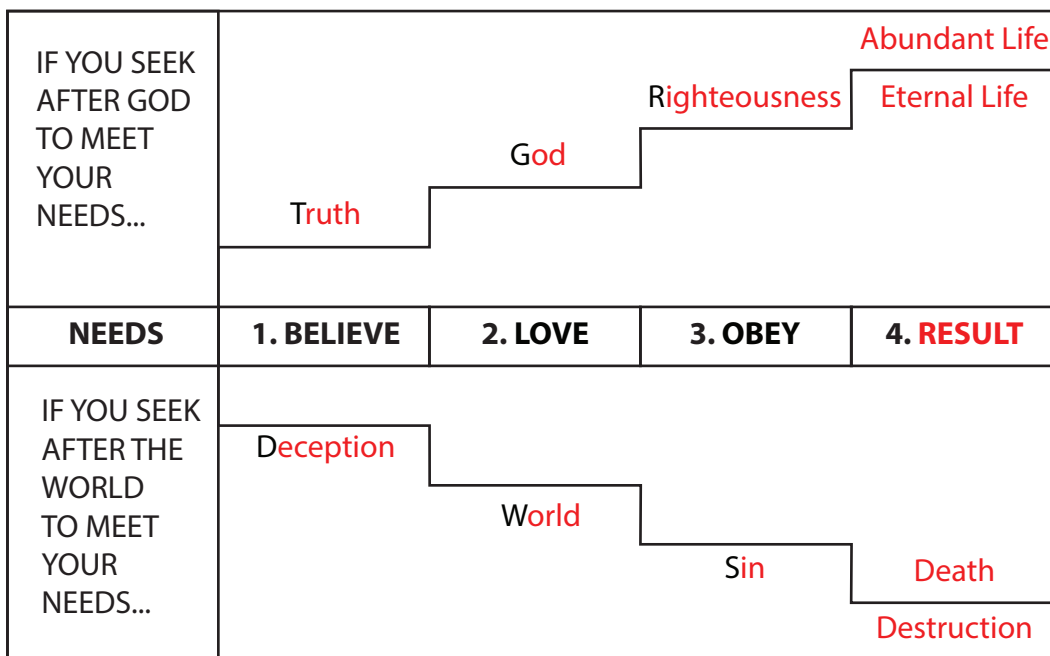 IF YOU SEEK
AFTER GOD
TO MEET
YOUR
NEEDS...
Truth
God
Righteousness
Abundant Life
Eternal Life
NEEDS
1. BELIEVE
2. LOVE
3. OBEY
4. RESULT
IF YOU SEEK
AFTER THE
WORLD
TO MEET
YOUR
NEEDS...
Deception
World
Sin
Death
Destruction